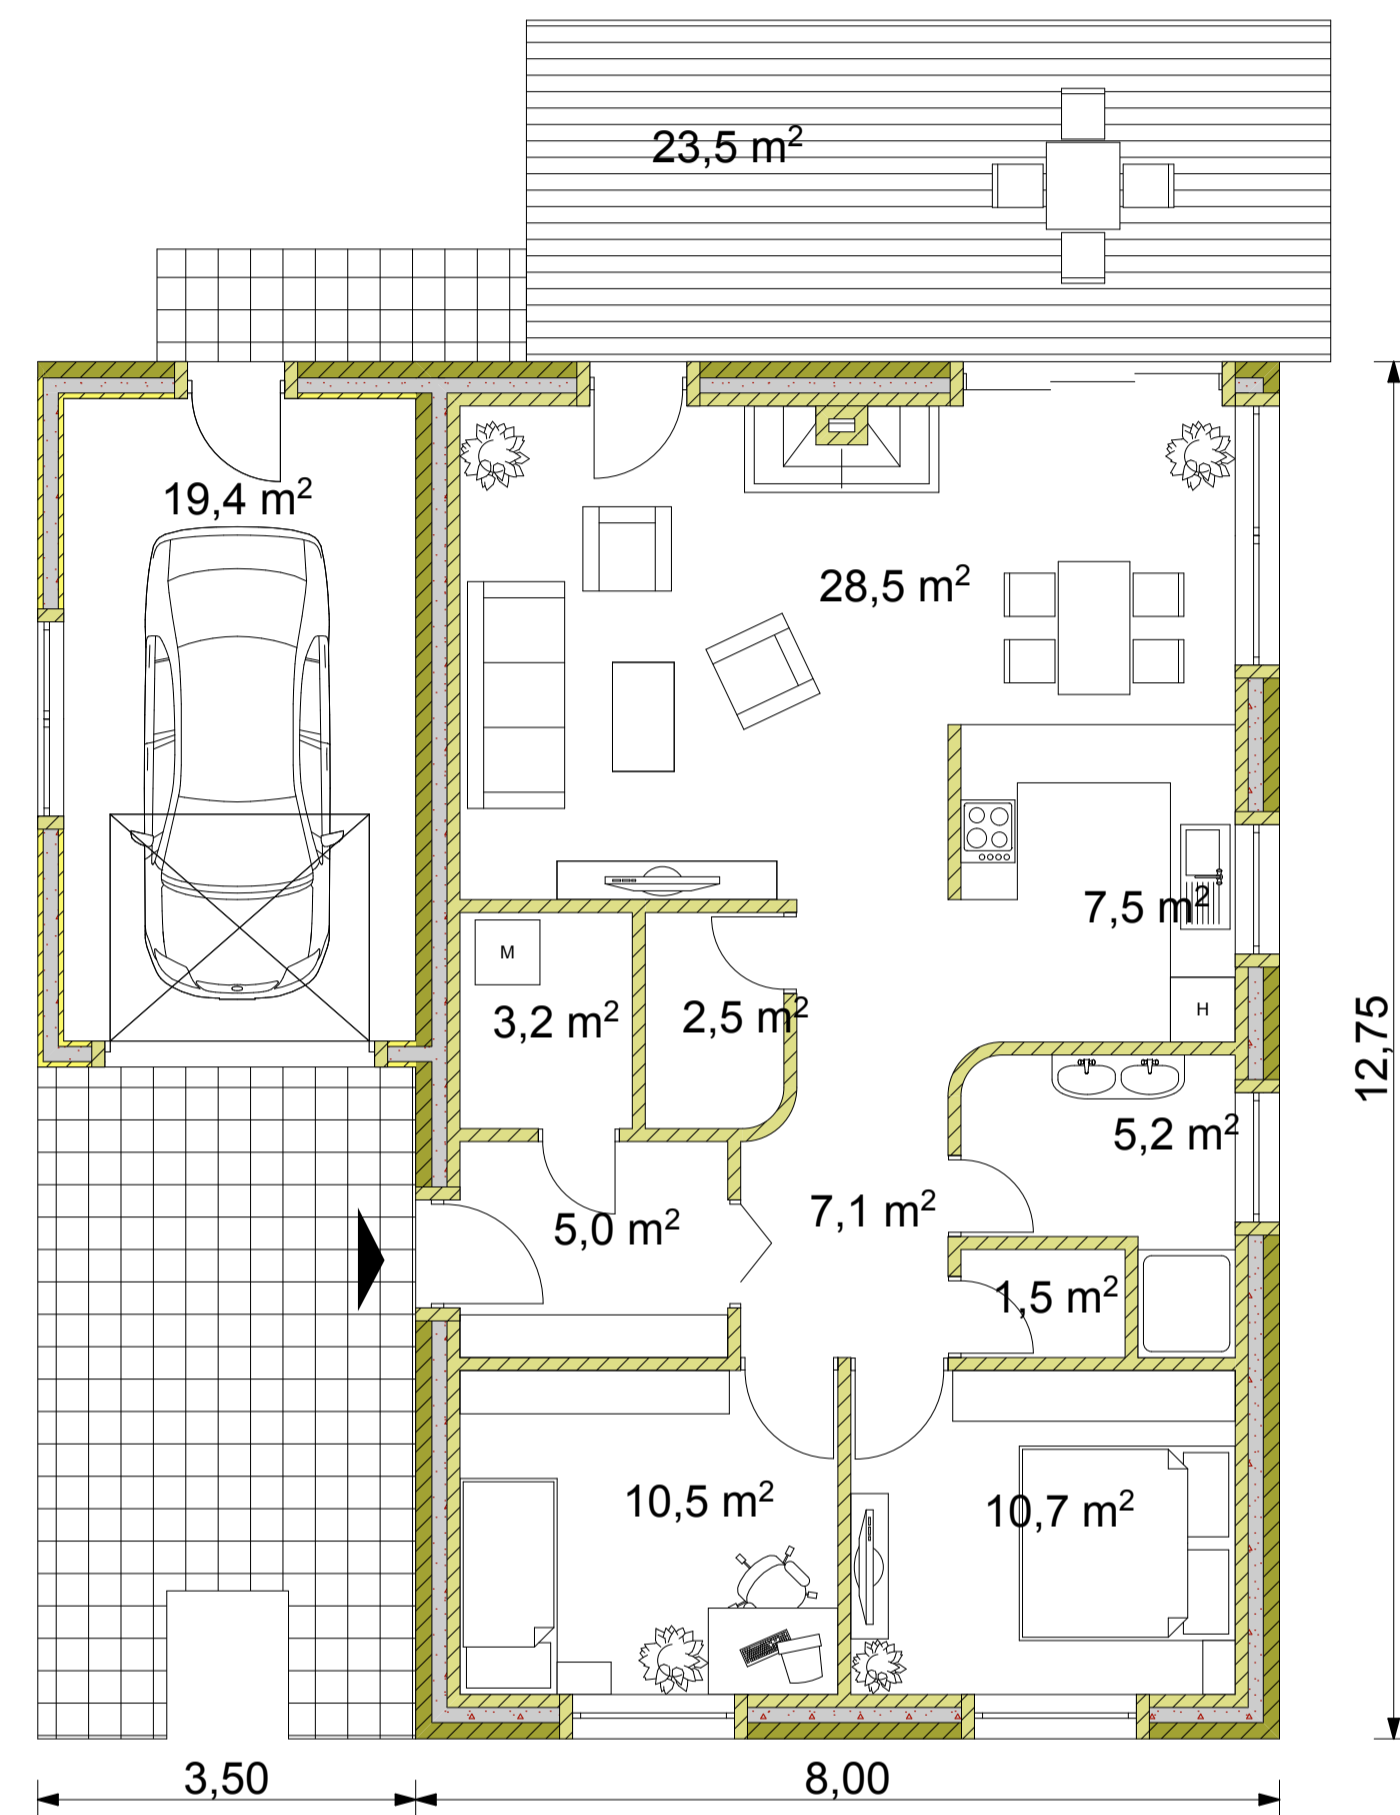 23,5 m²
19,4 m²
28,5 m²
7,5 m²
M
3,2 m²
2,5 m²
H
12,75
5,2 m²
7,1 m²
5,0 m²
1,5 m²
10,5 m²
10,7 m²
3,50
8,00